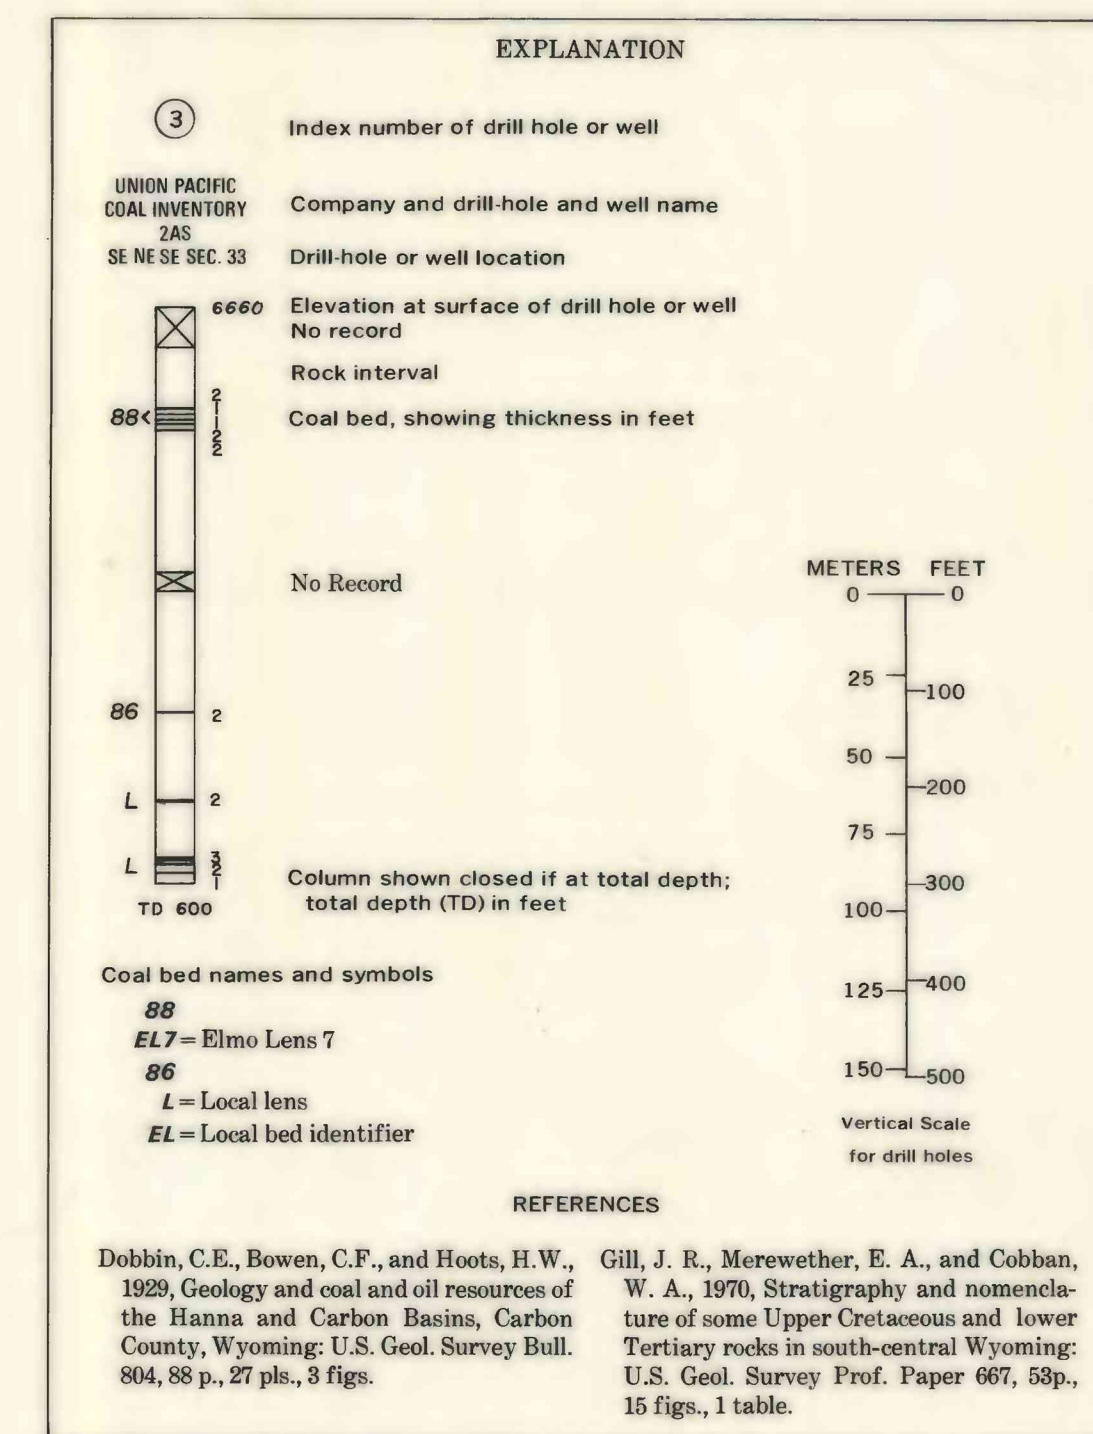 EXPLANATION
3
Index number of drill hole or well
UNION PACIFIC
COAL INVENTORY
2AS
SE NE SE SEC. 33
Company and drill-hole and well name
Drill-hole or well location
6660 Elevation at surface of drill hole or well
No record
Rock interval
88< 2 1 1 2 2 Coal bed, showing thickness in feet
No Record
86 2
L 2
L 3 2 1
Column shown closed if at total depth;
total depth (TD) in feet
TD 600
METERS FEET
0 0
25
100
50
200
75
300
100
400
125
150
500
Vertical Scale
for drill holes
Coal bed names and symbols
88
EL7 = Elmo Lens 7
86
L = Local lens
EL = Local bed identifier
REFERENCES
Dobbin, C.E., Bowen, C.F., and Hoots, H.W.,
1929, Geology and coal and oil resources of
the Hanna and Carbon Basins, Carbon
County, Wyoming: U.S. Geol. Survey Bull.
804, 88 p., 27 pls., 3 figs.
Gill, J. R., Merewether, E. A., and Cobban,
W. A., 1970, Stratigraphy and nomencla-
ture of some Upper Cretaceous and lower
Tertiary rocks in south-central Wyoming:
U.S. Geol. Survey Prof. Paper 667, 53p.,
15 figs., 1 table.